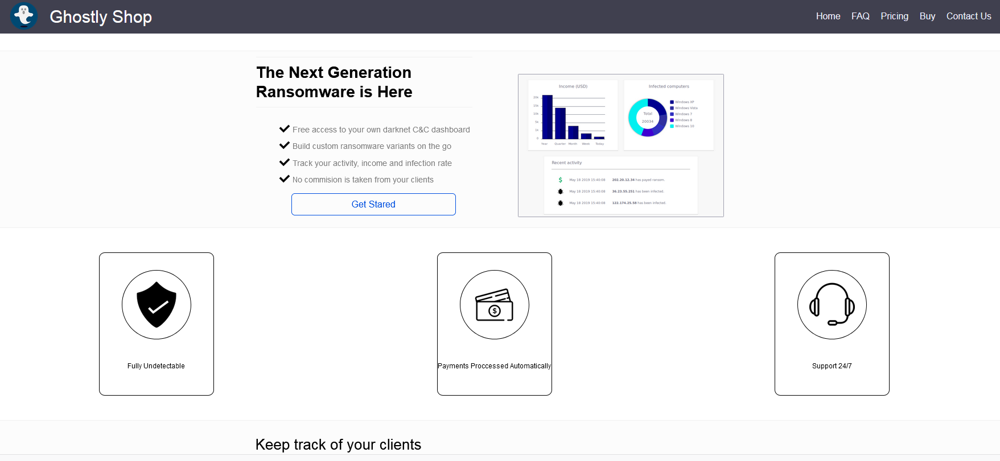 Ghostly Shop
Home FAQ Pricing Buy Contact Us
The Next Generation
Ransomware is Here
Free access to your own darknet C&C dashboard
Build custom ransomware variants on the go
Track your activity, income and infection rate
No commision is taken from your clients
Get Stared
Income (USD)
20k
15k
10k
5k
1k
0
Year Quarter Month Week Today
Infected computers
Total
20034
Windows XP
Windows Vista
Windows 7
Windows 8
Windows 10
Recent activity
$ May 18 2019 15:40:08 202.20.12.34 has payed ransom.
May 18 2019 15:40:08 36.23.55.251 has been infected.
May 18 2019 15:40:08 122.174.25.58 has been infected.
Fully Undetectable
$
Payments Proccessed Automatically
Support 24/7
Keep track of your clients